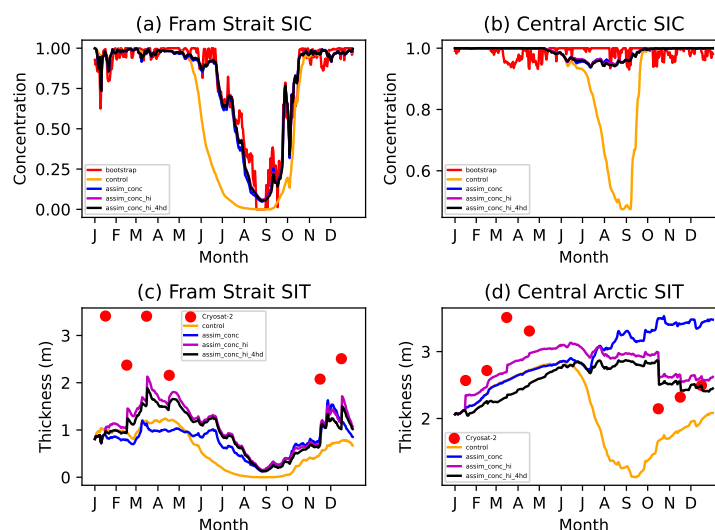 (a) Fram Strait SIC
1.00
0.75
0.50
0.25
0.00
Concentration
bootstrap
control
assim_conc
assim_conc_hi
assim_conc_hi_4hd
J F M A M J J A S O N D
Month
(b) Central Arctic SIC
1.0
0.8
0.6
Concentration
bootstrap
control
assim_conc
assim_conc_hi
assim_conc_hi_4hd
J F M A M J J A S O N D
Month
(c) Fram Strait SIT
3
2
1
0
Thickness (m)
Cryosat-2
control
assim_conc
assim_conc_hi
assim_conc_hi_4hd
J F M A M J J A S O N D
Month
(d) Central Arctic SIT
3
2
Thickness (m)
Cryosat-2
control
assim_conc
assim_conc_hi
assim_conc_hi_4hd
J F M A M J J A S O N D
Month